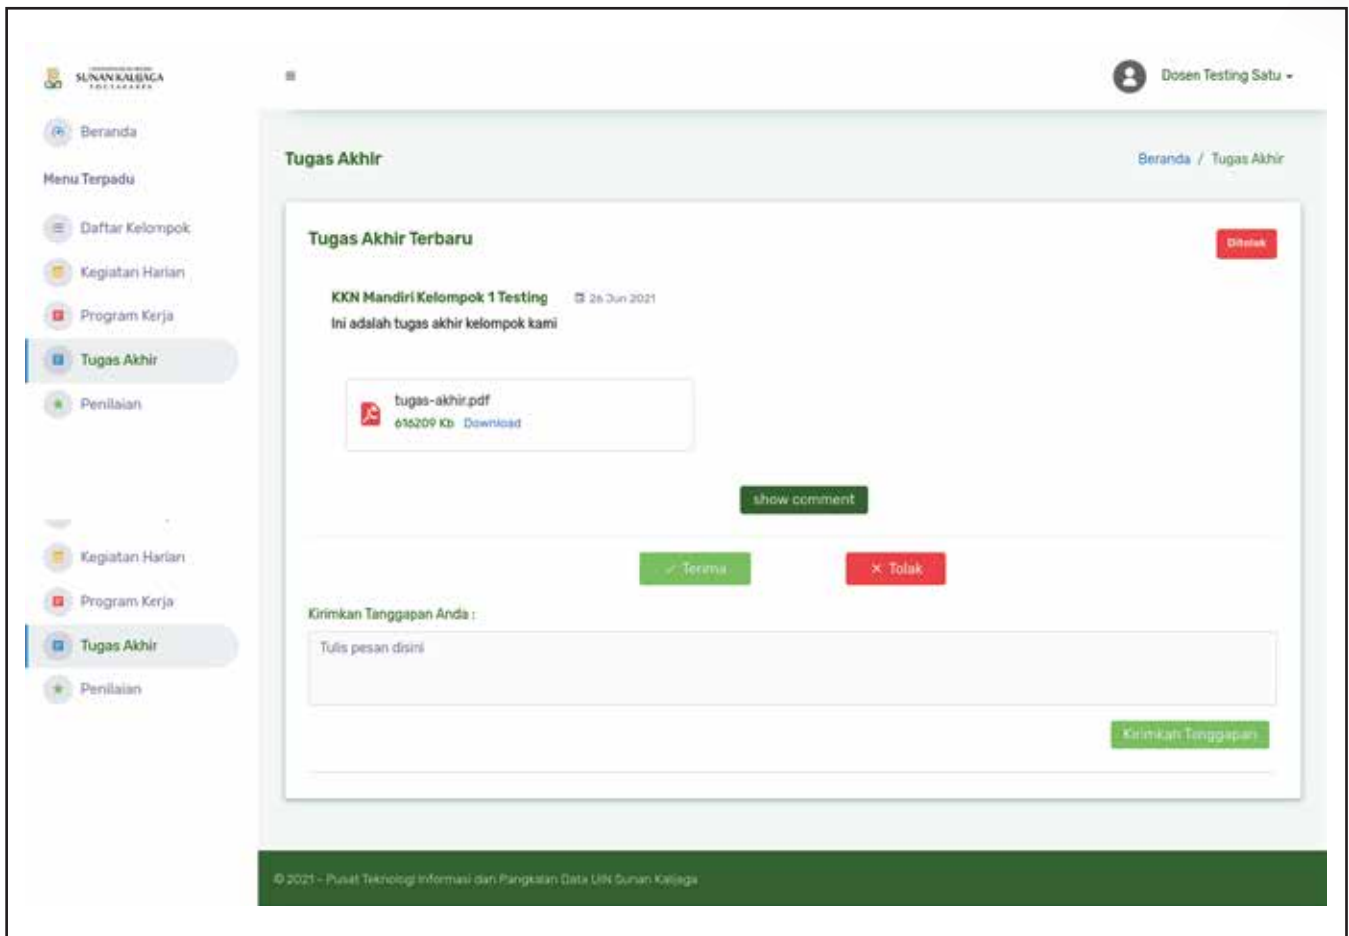 SUNAN KALIJAGA
YOGYAKARTA
Dosen Testing Satu
Beranda
Menu Terpadu
Daftar Kelompok
Kegiatan Harian
Program Kerja
Tugas Akhir
Penilaian
Kegiatan Harian
Program Kerja
Tugas Akhir
Penilaian
Tugas Akhir
Beranda / Tugas Akhir
Tugas Akhir Terbaru
Ditolak
KKN Mandiri Kelompok 1 Testing 26 Jun 2021
Ini adalah tugas akhir kelompok kami
tugas-akhir.pdf
616209 Kb Download
show comment
✓ Terima
× Tolak
Kirimkan Tanggapan Anda :
Tulis pesan disini
Kirimkan Tanggapan
© 2021 - Pusat Teknologi Informasi dan Pangkalan Data UIN Sunan Kalijaga